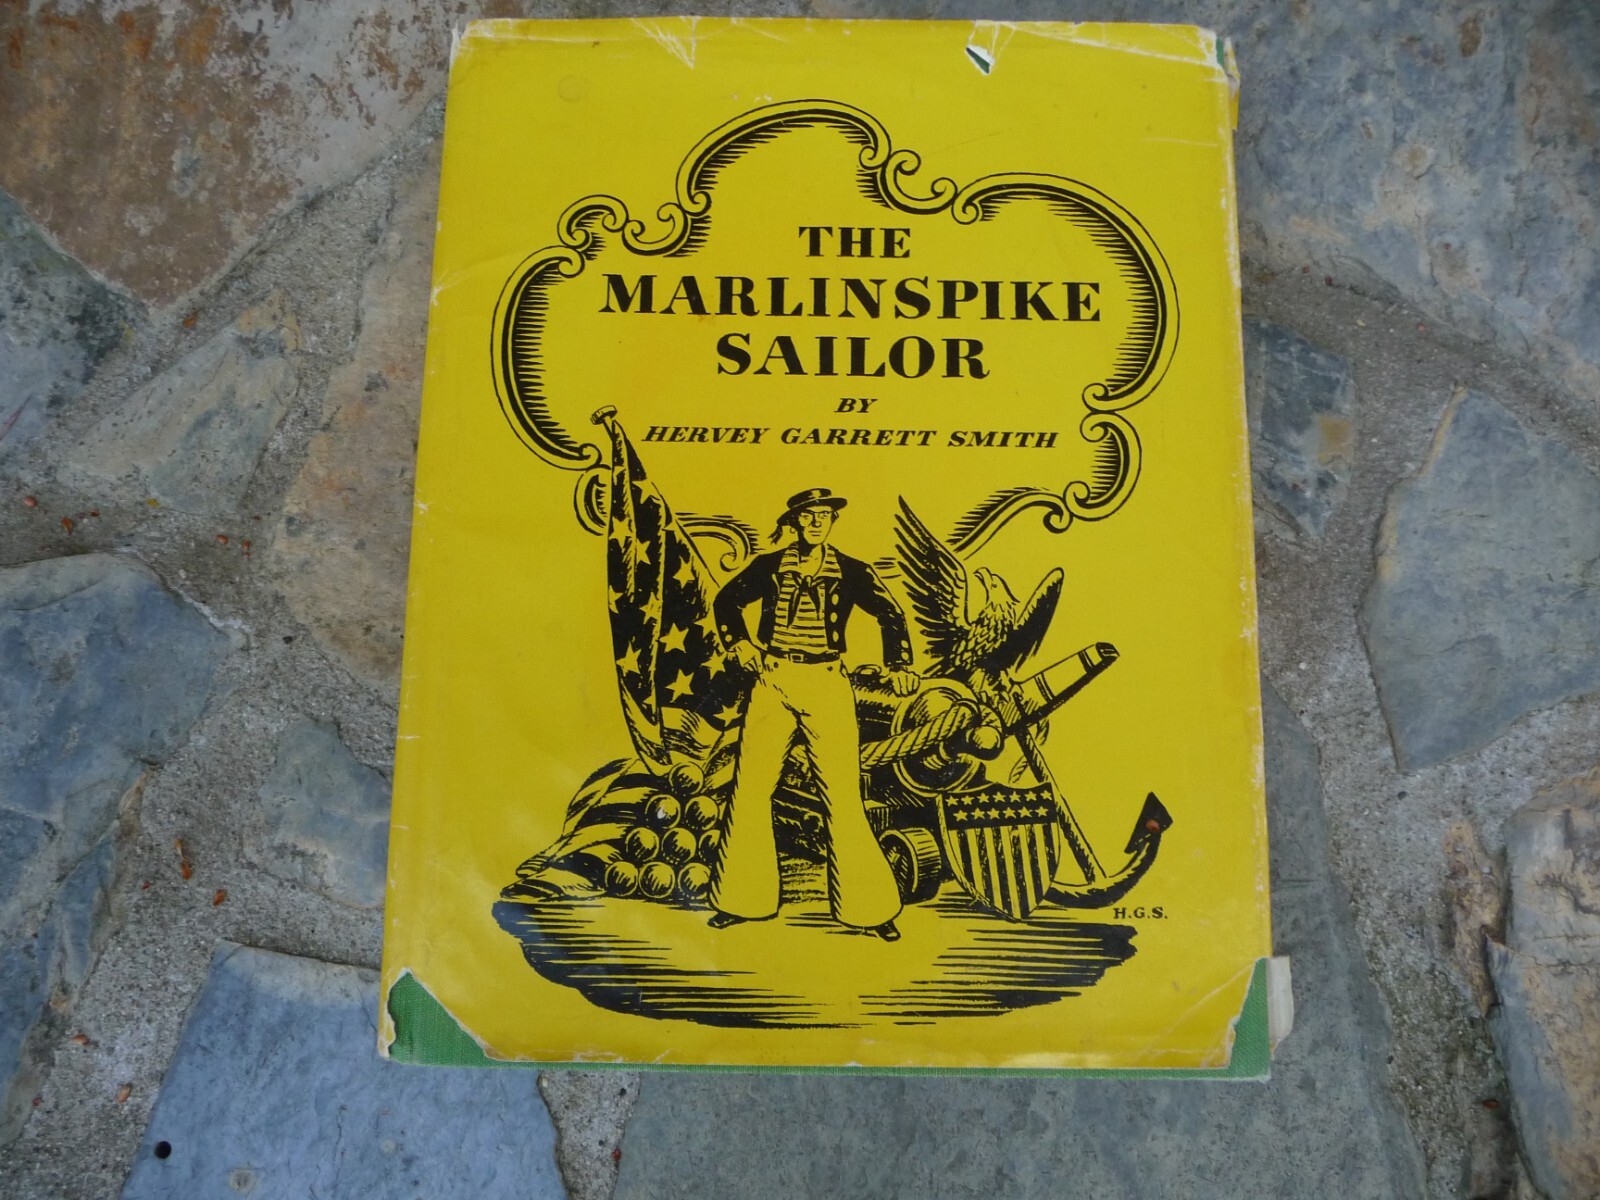 THE
MARLINSPIKE
SAILOR
BY
HERVEY GARRETT SMITH
H.G.S.